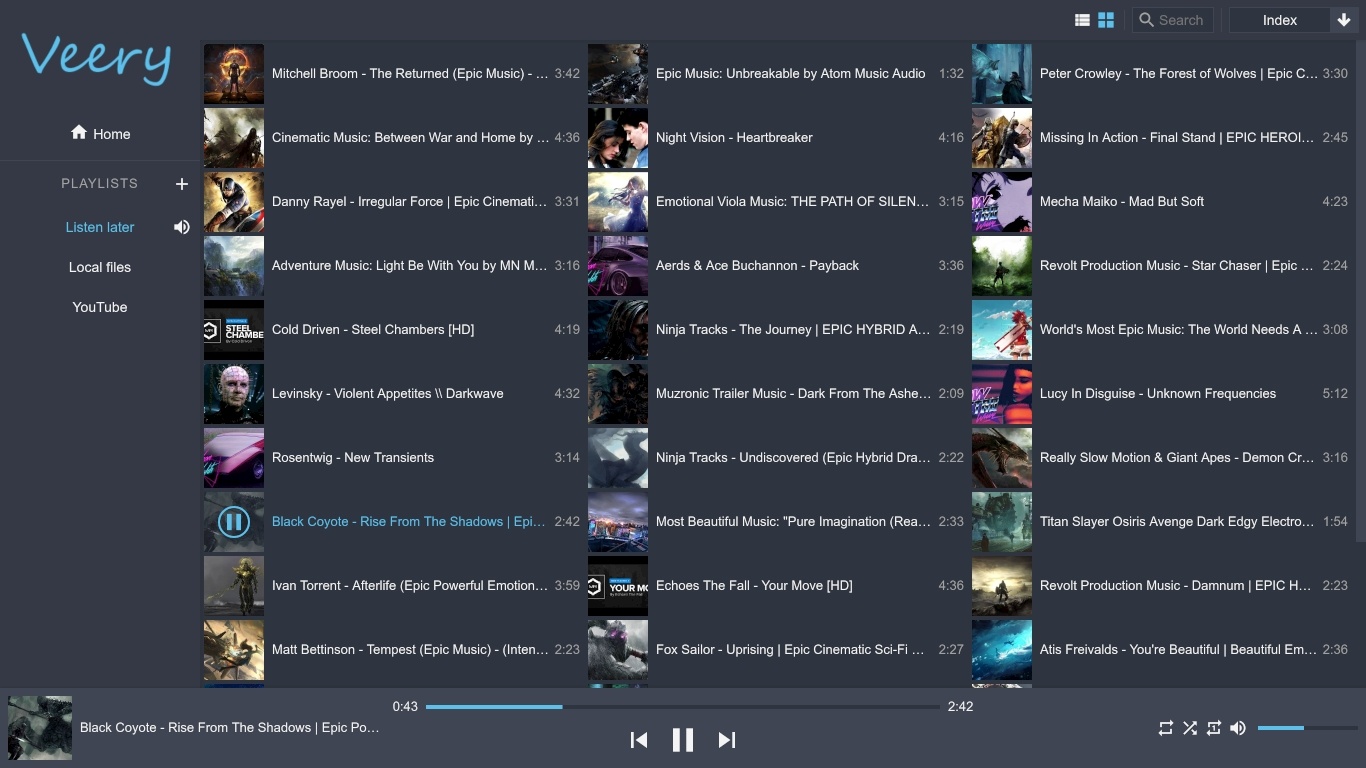 Veery
Search
Index
Home
PLAYLISTS
Listen later
Local files
YouTube
Mitchell Broom - The Returned (Epic Music) - … 3:42
Epic Music: Unbreakable by Atom Music Audio 1:32
Peter Crowley - The Forest of Wolves | Epic C… 3:30
Cinematic Music: Between War and Home by … 4:36
Night Vision - Heartbreaker 4:16
Missing In Action - Final Stand | EPIC HEROI… 2:45
Danny Rayel - Irregular Force | Epic Cinemati… 3:31
Emotional Viola Music: THE PATH OF SILEN… 3:15
Mecha Maiko - Mad But Soft 4:23
Adventure Music: Light Be With You by MN M… 3:16
Aerds & Ace Buchannon - Payback 3:36
Revolt Production Music - Star Chaser | Epic … 2:24
STEEL
CHAMBE
Cold Driven - Steel Chambers [HD] 4:19
Ninja Tracks - The Journey | EPIC HYBRID A… 2:19
World's Most Epic Music: The World Needs A … 3:08
Levinsky - Violent Appetites \\ Darkwave 4:32
Muzronic Trailer Music - Dark From The Ashe… 2:09
Lucy In Disguise - Unknown Frequencies 5:12
Rosentwig - New Transients 3:14
Ninja Tracks - Undiscovered (Epic Hybrid Dra… 2:22
Really Slow Motion & Giant Apes - Demon Cr… 3:16
Black Coyote - Rise From The Shadows | Epi… 2:42
Most Beautiful Music: "Pure Imagination (Rea… 2:33
Titan Slayer Osiris Avenge Dark Edgy Electro… 1:54
Ivan Torrent - Afterlife (Epic Powerful Emotion… 3:59
YOUR MO
Echoes The Fall - Your Move [HD] 4:36
Revolt Production Music - Damnum | EPIC H… 2:23
Matt Bettinson - Tempest (Epic Music) - (Inten… 2:23
Fox Sailor - Uprising | Epic Cinematic Sci-Fi … 2:27
Atis Freivalds - You're Beautiful | Beautiful Em… 2:36
0:43
2:42
Black Coyote - Rise From The Shadows | Epic Po…